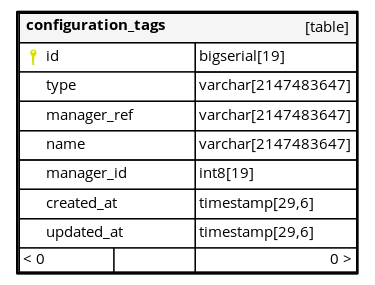 configuration_tags [table]
id bigserial[19]
type varchar[2147483647]
manager_ref varchar[2147483647]
name varchar[2147483647]
manager_id int8[19]
created_at timestamp[29,6]
updated_at timestamp[29,6]
< 0 0 >